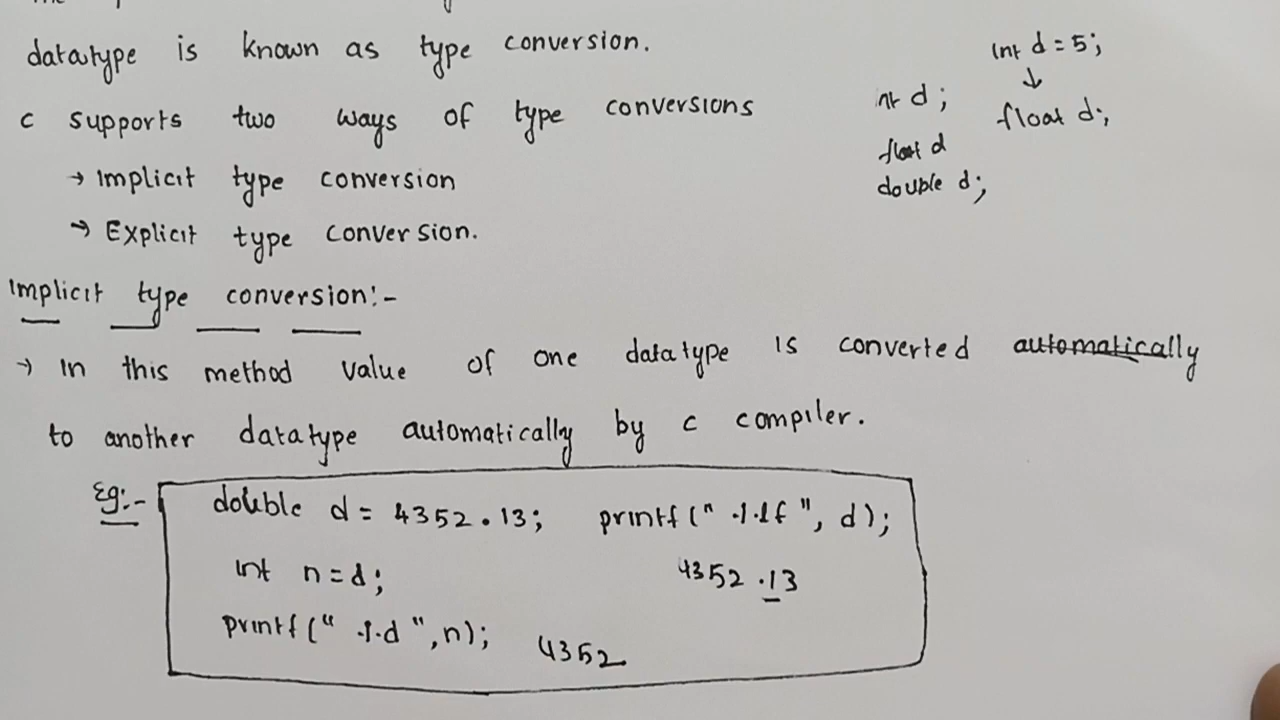 datatype is known as type conversion.
c supports two ways of type conversions
→ Implicit type conversion
→ Explicit type conversion.
int d = 5;
↓
float d;
int d;
float d
double d;
Implicit type conversion:-
→ In this method value of one datatype is converted automatically
to another datatype automatically by c compiler.
Eg:- double d = 4352.13; printf("%lf", d);
int n=d; 4352.13
printf("%d", n); 4352